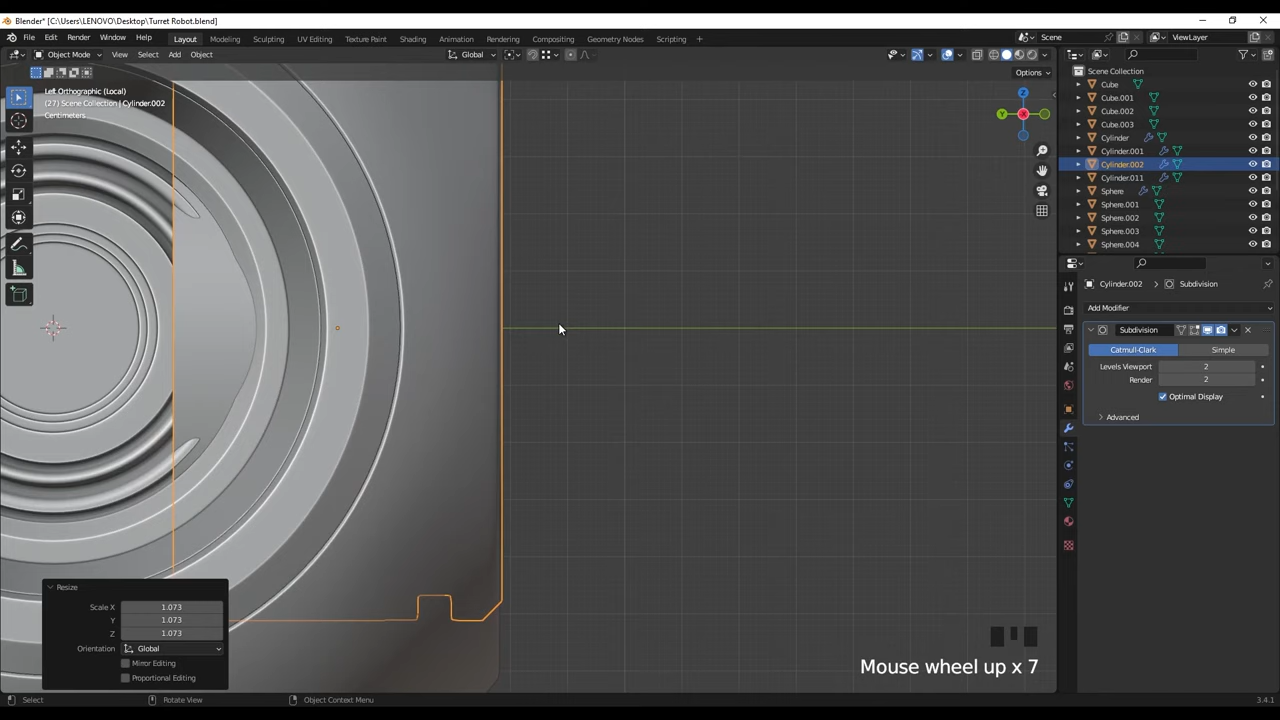 Blender* [C:\Users\LENOVO\Desktop\Turret Robot.blend]
File Edit Render Window Help Layout Modeling Sculpting UV Editing Texture Paint Shading Animation Rendering Compositing Geometry Nodes Scripting Scene ViewLayer
Object Mode View Select Add Object Global
Options
Left Orthographic (Local)
(27) Scene Collection | Cylinder.002
Centimeters
Z
Y
X
Scene Collection
Cube
Cube.001
Cube.002
Cube.003
Cylinder
Cylinder.001
Cylinder.002
Cylinder.011
Sphere
Sphere.001
Sphere.002
Sphere.003
Sphere.004
Cylinder.002 > Subdivision
Add Modifier
Subdivision
Catmull-Clark Simple
Levels Viewport 2
Render 2
Optimal Display
Advanced
Resize
Scale X 1.073
Y 1.073
Z 1.073
Orientation Global
Mirror Editing
Proportional Editing
Mouse wheel up x 7
Select Rotate View Object Context Menu 3.4.1